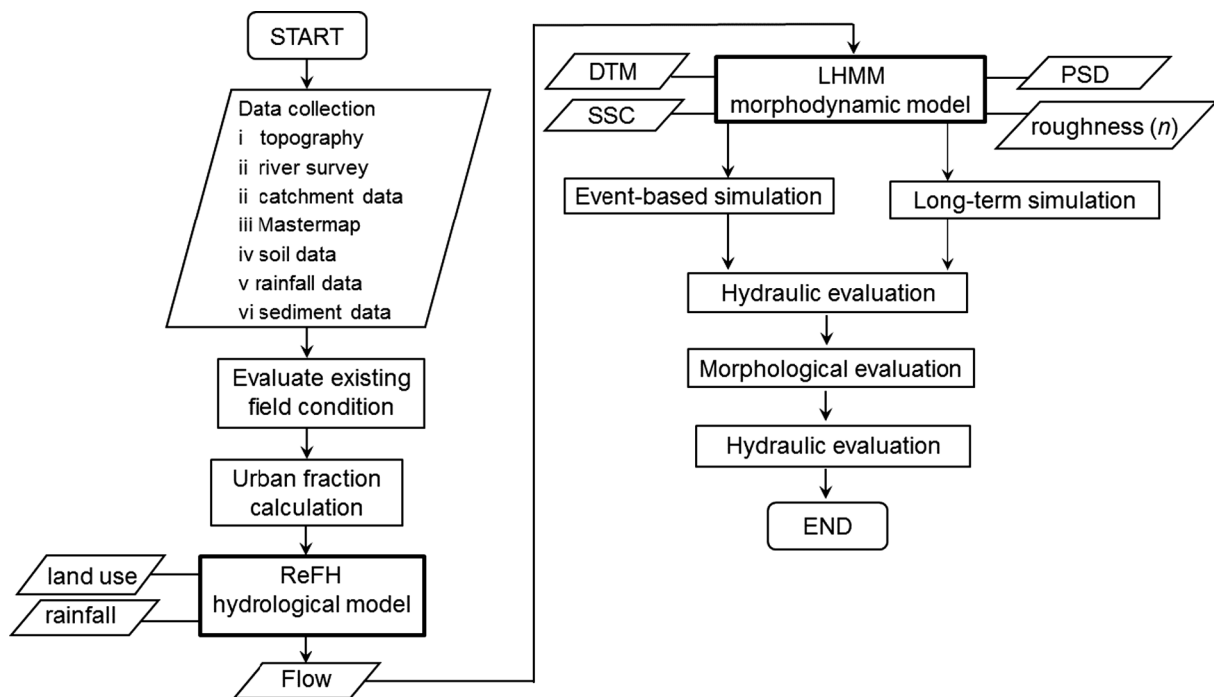 START
Data collection
i topography
ii river survey
ii catchment data
iii Mastermap
iv soil data
v rainfall data
vi sediment data
Evaluate existing
field condition
Urban fraction
calculation
land use
rainfall
ReFH
hydrological model
Flow
DTM
SSC
LHMM
morphodynamic model
PSD
roughness (n)
Event-based simulation
Long-term simulation
Hydraulic evaluation
Morphological evaluation
Hydraulic evaluation
END